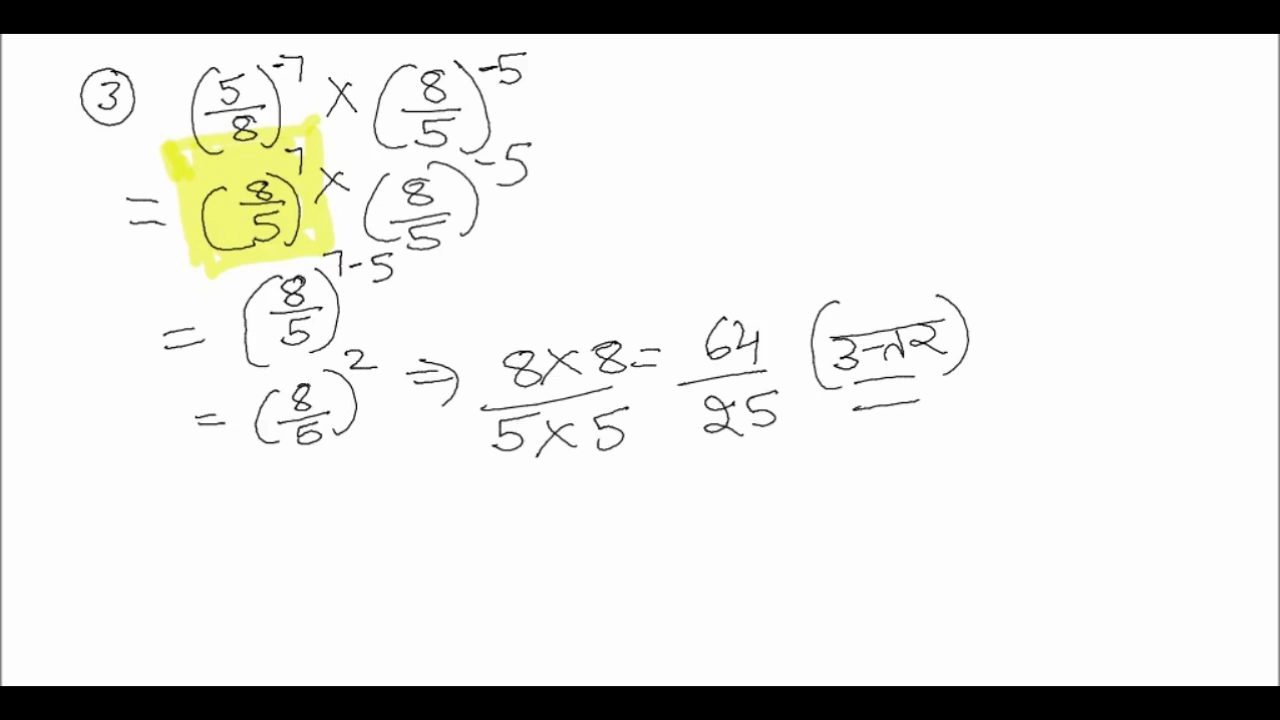 ③ (5/8)^-7 × (8/5)^-5
= (8/5)^7 × (8/5)^-5
= (8/5)^7-5
= (8/5)^2 ⇒ 8×8/5×5 = 64/25 (उत्तर)